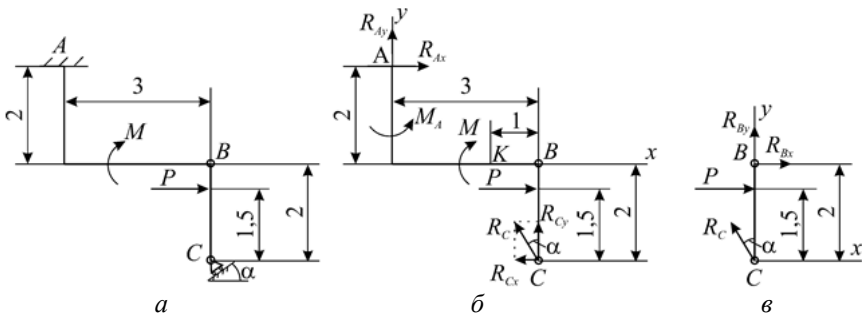 A
2
3
M
B
P
1,5
2
C
α
а
y
R_Ay
A
R_Ax
2
3
M_A
M
1
K
B
x
P
R_C
R_Cy
1,5
2
α
R_Cx
C
б
y
R_By
B
R_Bx
P
R_C
1,5
2
α
x
C
в